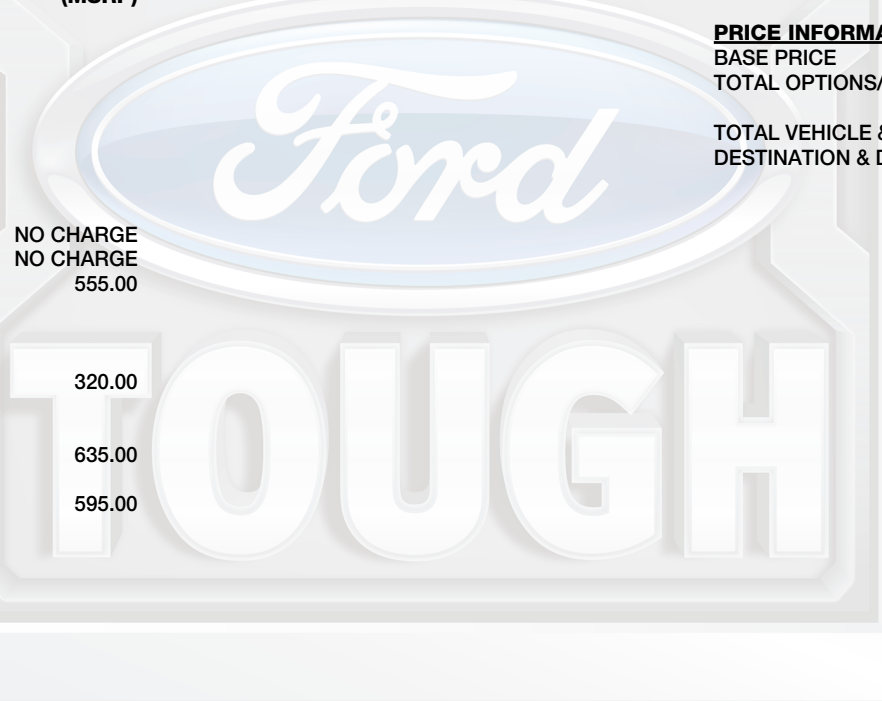 (MSRP)
NO CHARGE
NO CHARGE
555.00
320.00
635.00
595.00
PRICE INFORMA
BASE PRICE
TOTAL OPTIONS/
TOTAL VEHICLE &
DESTINATION & D
Ford
TOUGH